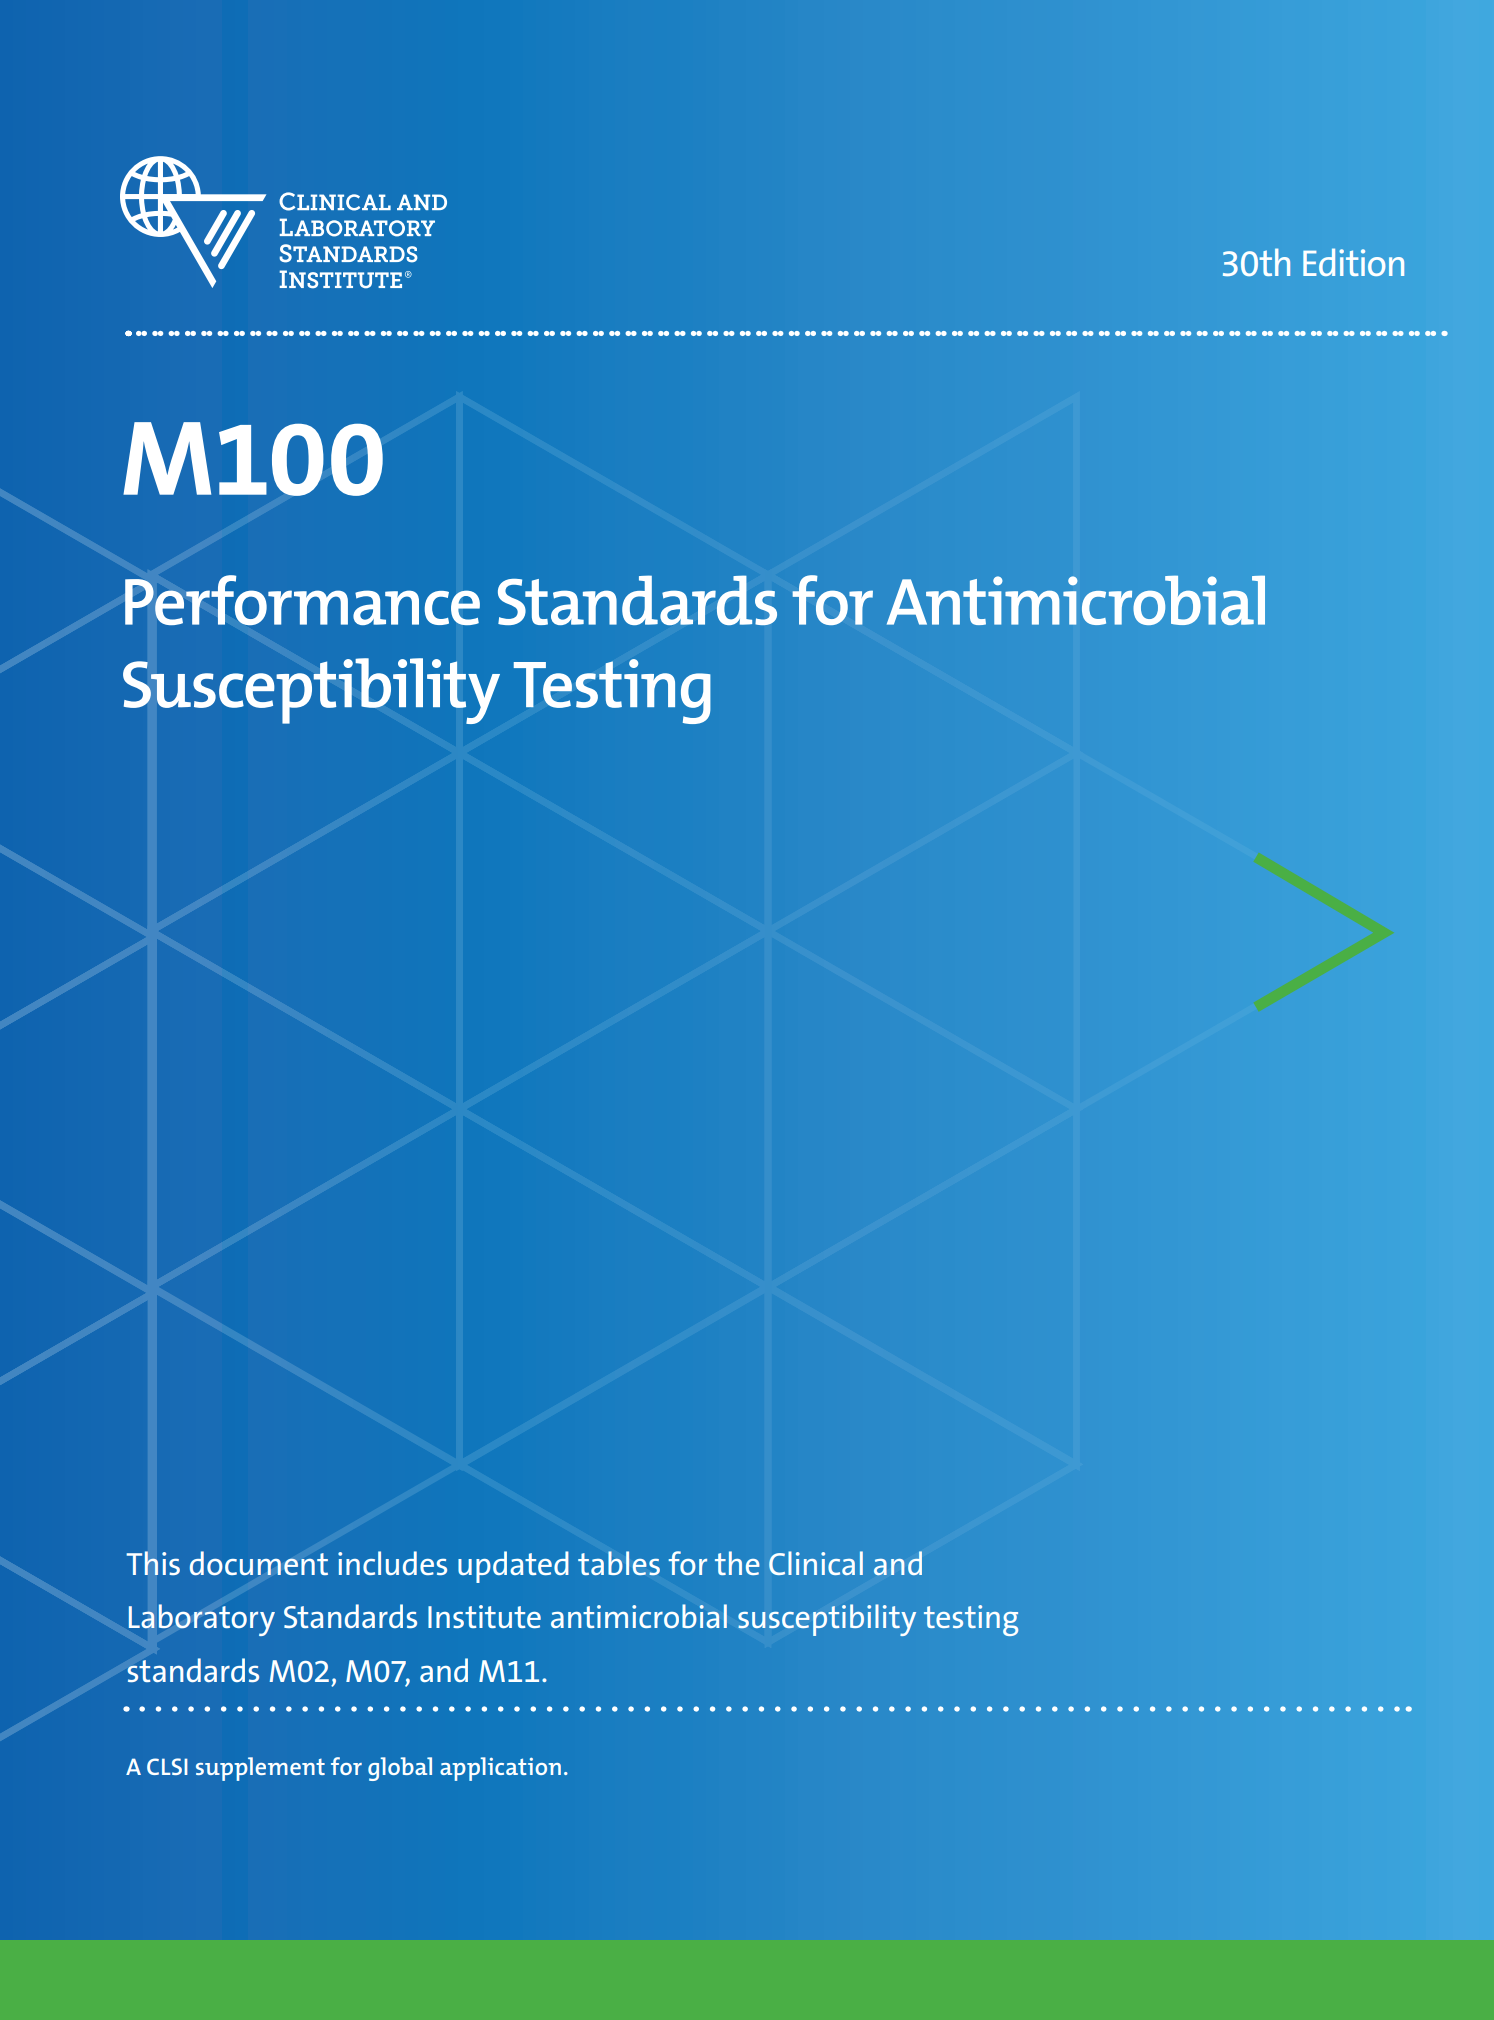 CLINICAL AND
LABORATORY
STANDARDS
INSTITUTE®
30th Edition
M100
Performance Standards for Antimicrobial
Susceptibility Testing
This document includes updated tables for the Clinical and
Laboratory Standards Institute antimicrobial susceptibility testing
standards M02, M07, and M11.
A CLSI supplement for global application.